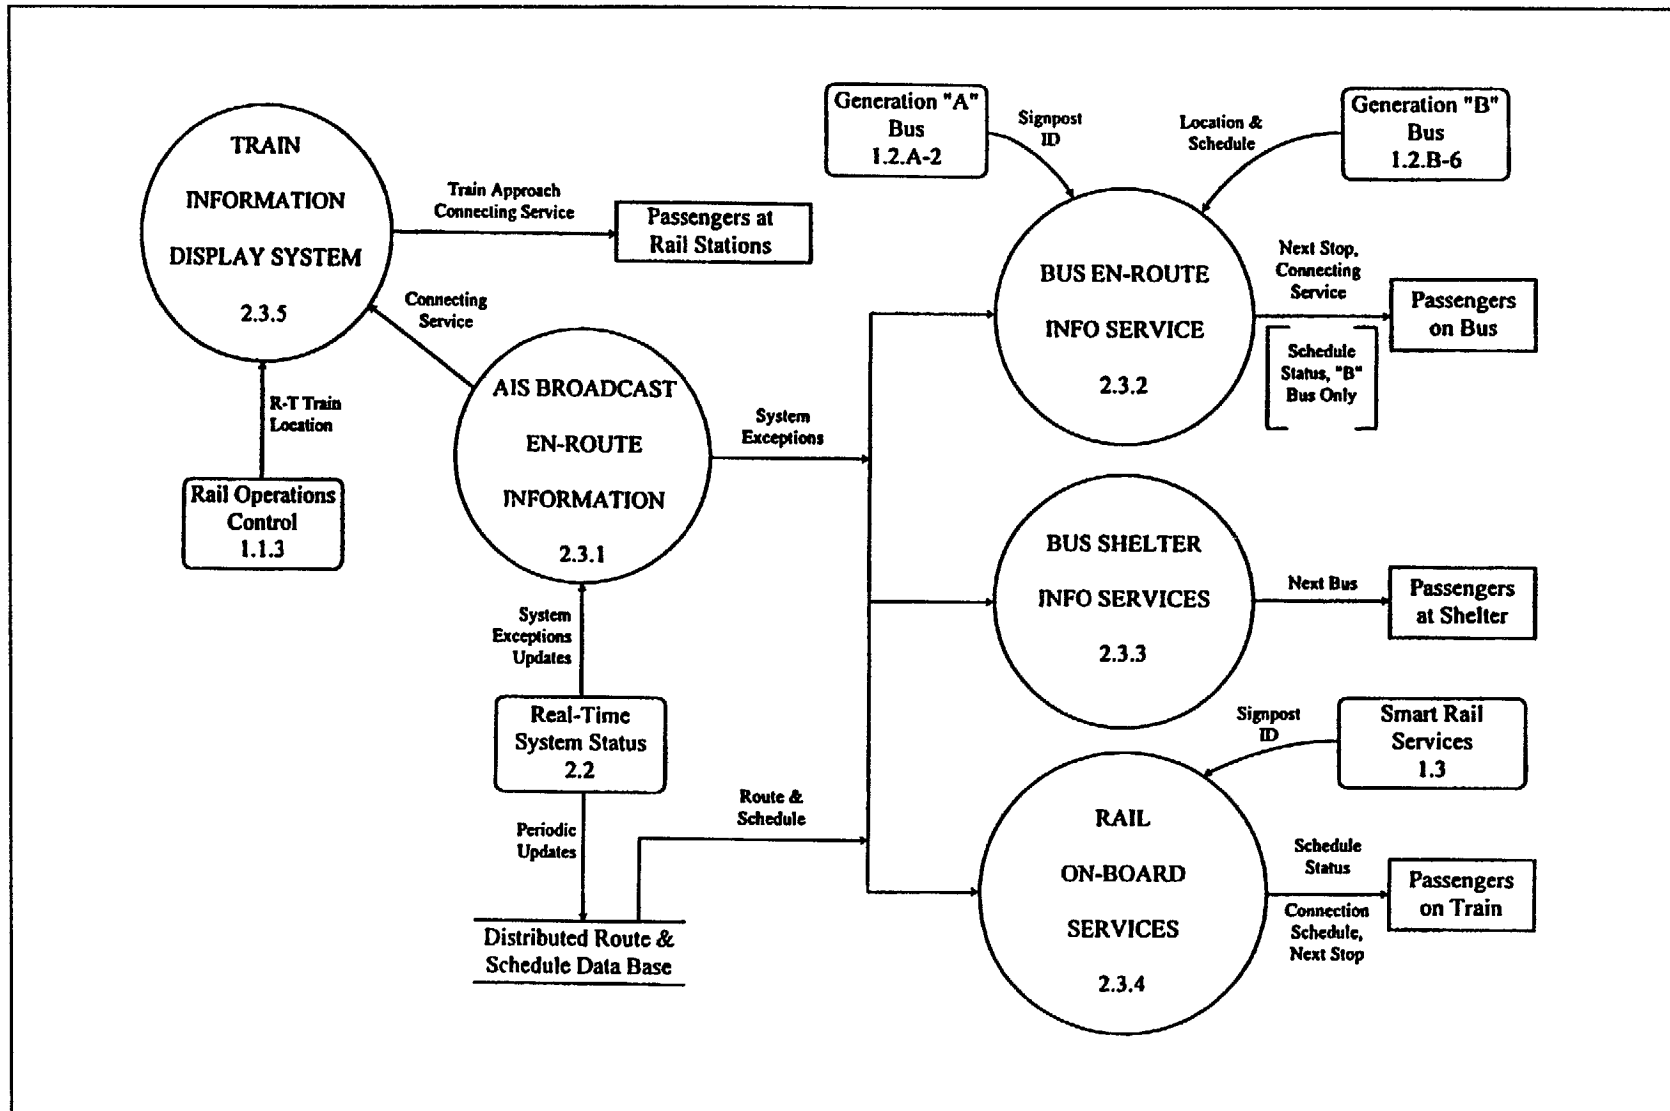 TRAIN
INFORMATION
DISPLAY SYSTEM
2.3.5
Train Approach
Connecting Service
Passengers at
Rail Stations
Connecting
Service
R-T Train
Location
Rail Operations
Control
1.1.3
AIS BROADCAST
EN-ROUTE
INFORMATION
2.3.1
System
Exceptions
System
Exceptions
Updates
Real-Time
System Status
2.2
Periodic
Updates
Route &
Schedule
Distributed Route &
Schedule Data Base
Generation "A"
Bus
1.2.A-2
Signpost
ID
Location &
Schedule
Generation "B"
Bus
1.2.B-6
BUS EN-ROUTE
INFO SERVICE
2.3.2
Next Stop,
Connecting
Service
Schedule
Status, "B"
Bus Only
Passengers
on Bus
BUS SHELTER
INFO SERVICES
2.3.3
Next Bus
Passengers
at Shelter
Signpost
ID
Smart Rail
Services
1.3
RAIL
ON-BOARD
SERVICES
2.3.4
Schedule
Status
Connection
Schedule,
Next Stop
Passengers
on Train